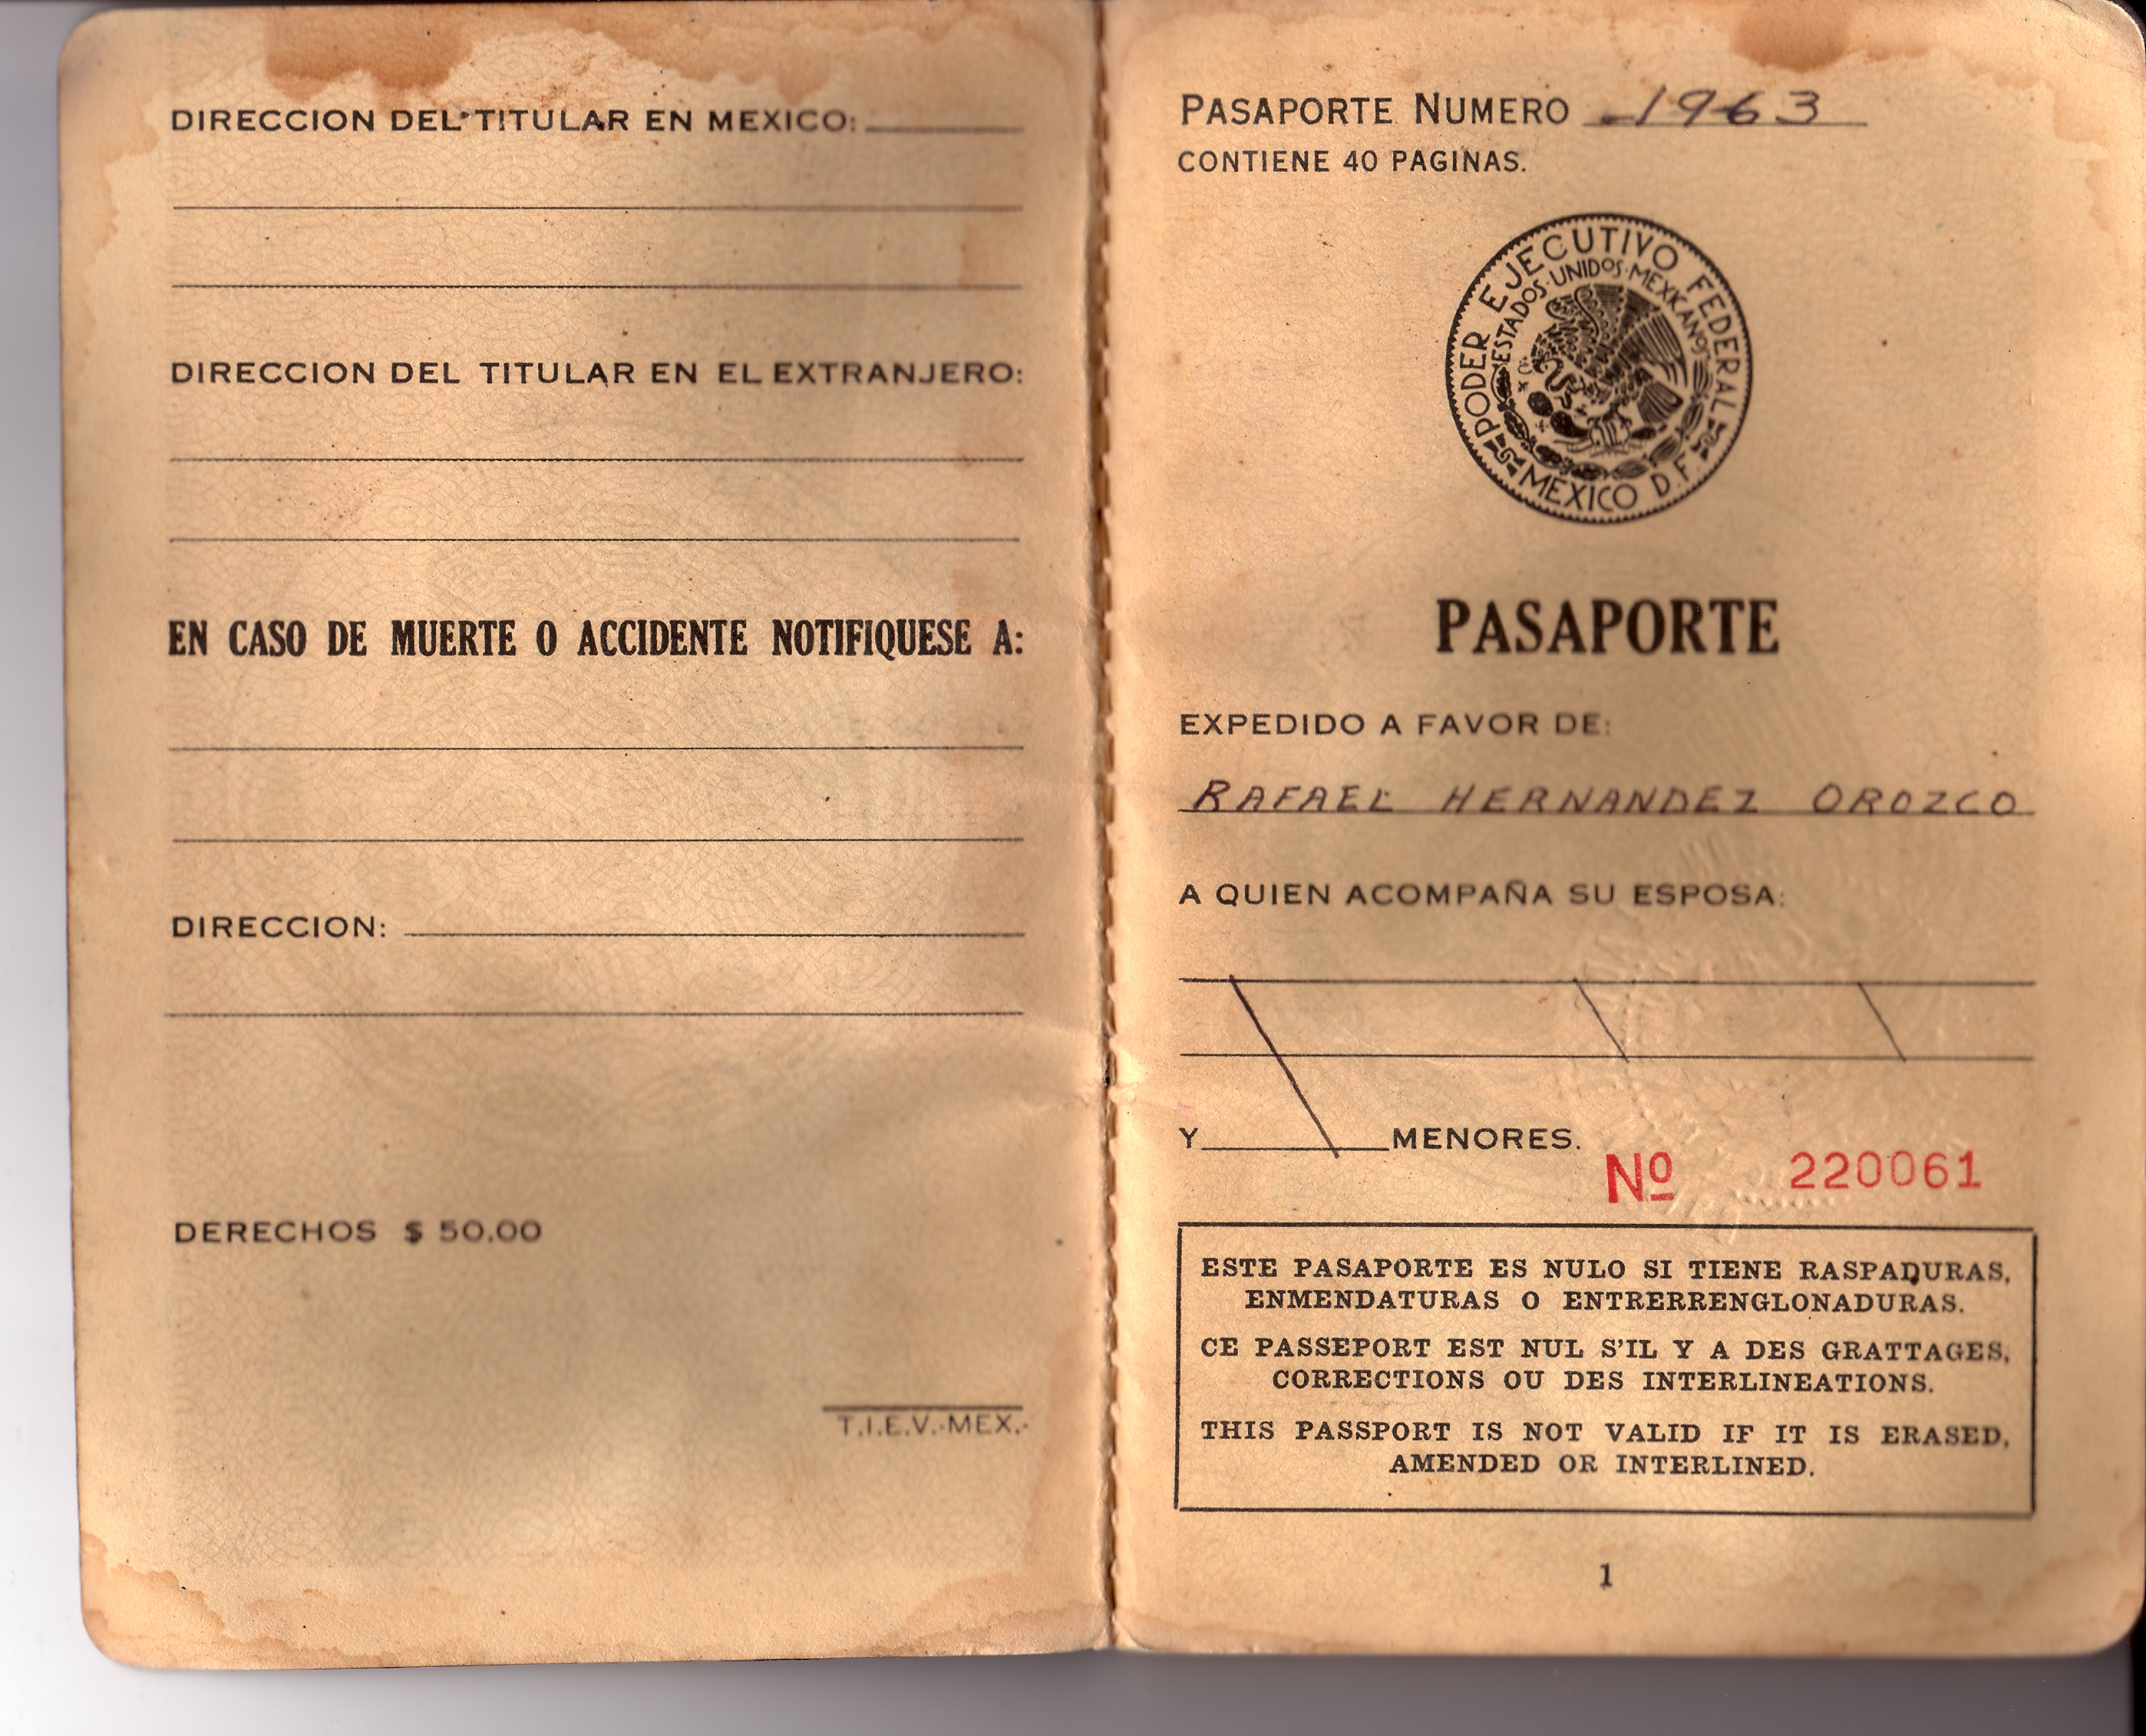 DIRECCION DEL TITULAR EN MEXICO:
DIRECCION DEL TITULAR EN EL EXTRANJERO:
EN CASO DE MUERTE O ACCIDENTE NOTIFIQUESE A:
DIRECCION:
DERECHOS $ 50.00
T.I.E.V.-MEX.-
PASAPORTE NUMERO 1963
CONTIENE 40 PAGINAS.
PODER EJECUTIVO FEDERAL
ESTADOS·UNIDOS·MEXICANOS
MEXICO D.F.
PASAPORTE
EXPEDIDO A FAVOR DE:
RAFAEL HERNANDEZ OROZCO
A QUIEN ACOMPAÑA SU ESPOSA:
Y MENORES.
Nº 220061
ESTE PASAPORTE ES NULO SI TIENE RASPADURAS,
ENMENDATURAS O ENTRERRENGLONADURAS.
CE PASSEPORT EST NUL S'IL Y A DES GRATTAGES,
CORRECTIONS OU DES INTERLINEATIONS.
THIS PASSPORT IS NOT VALID IF IT IS ERASED,
AMENDED OR INTERLINED.
1